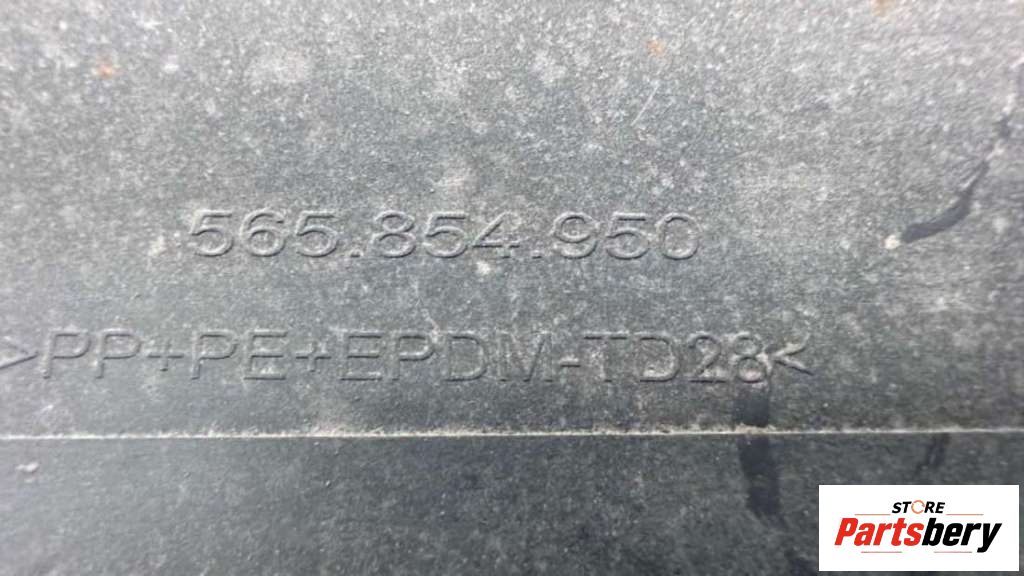 565.854.950
>PP+PE+EPDM-TD28<
STORE
Partsbery